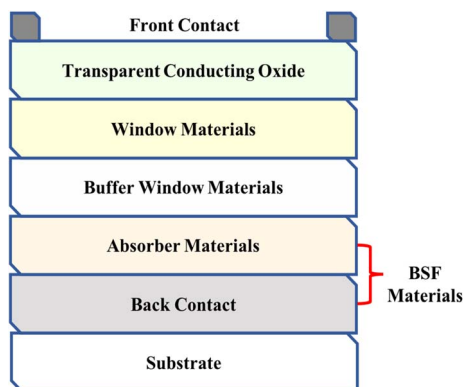 Front Contact
Transparent Conducting Oxide
Window Materials
Buffer Window Materials
Absorber Materials
BSF
Materials
Back Contact
Substrate